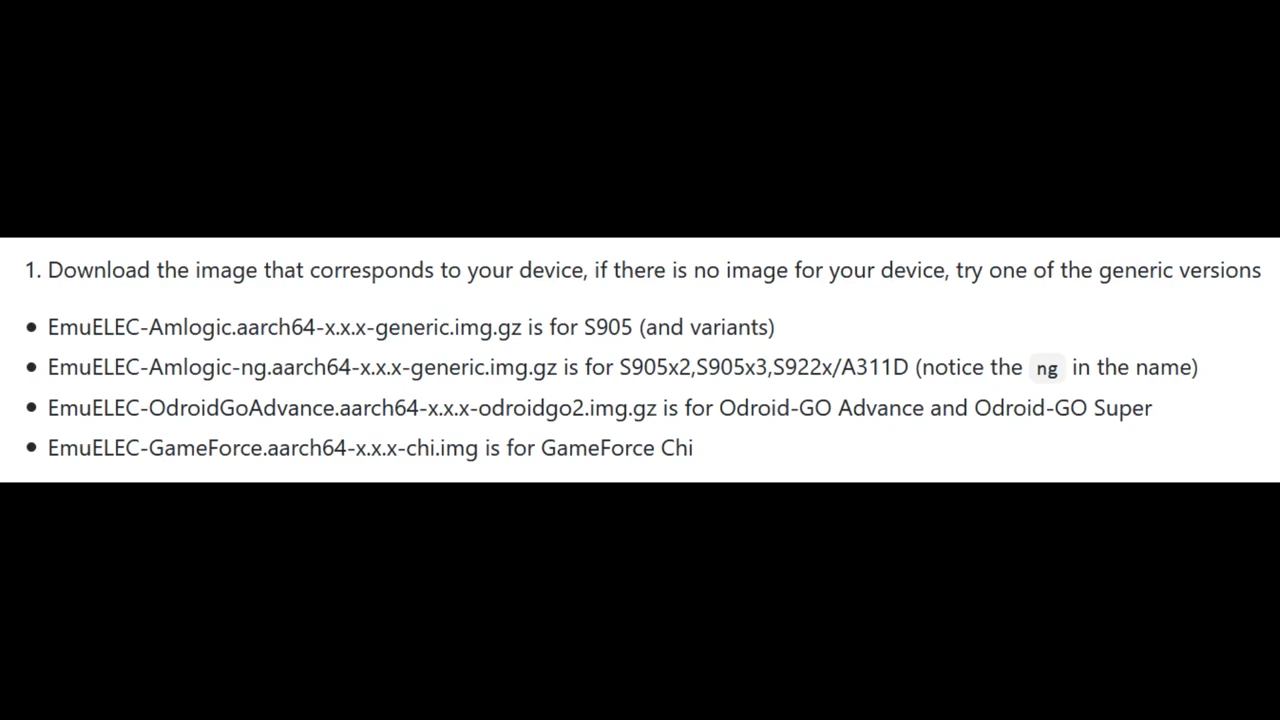 1. Download the image that corresponds to your device, if there is no image for your device, try one of the generic versions
• EmuELEC-Amlogic.aarch64-x.x.x-generic.img.gz is for S905 (and variants)
• EmuELEC-Amlogic-ng.aarch64-x.x.x-generic.img.gz is for S905x2,S905x3,S922x/A311D (notice the ng in the name)
• EmuELEC-OdroidGoAdvance.aarch64-x.x.x-odroidgo2.img.gz is for Odroid-GO Advance and Odroid-GO Super
• EmuELEC-GameForce.aarch64-x.x.x-chi.img is for GameForce Chi